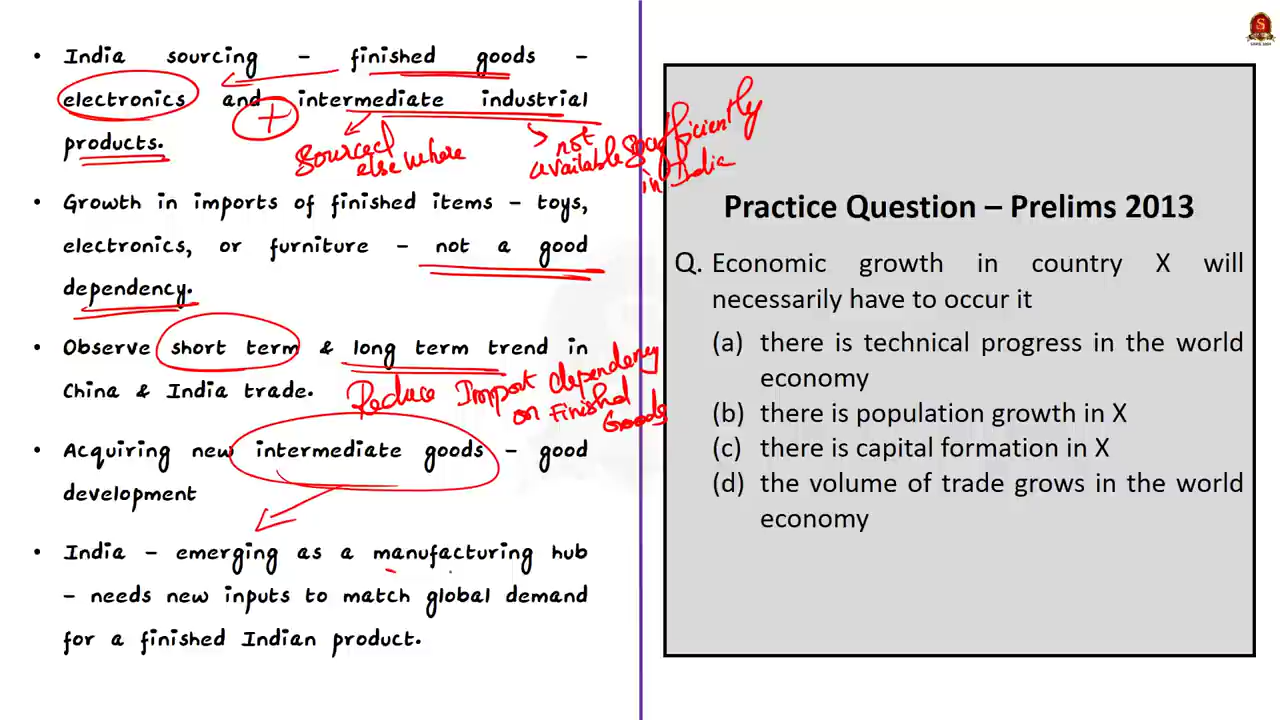 • India sourcing – finished goods –
electronics and intermediate industrial
products.
+
Sourced
elsewhere
not
available sufficiently
in India
• Growth in imports of finished items – toys,
electronics, or furniture – not a good
dependency.
• Observe short term & long term trend in
China & India trade.
Reduce Import dependency
on Finished
Goods
• Acquiring new intermediate goods – good
development
• India – emerging as a manufacturing hub
– needs new inputs to match global demand
for a finished Indian product.
Practice Question – Prelims 2013
Q. Economic growth in country X will
necessarily have to occur it
(a) there is technical progress in the world
economy
(b) there is population growth in X
(c) there is capital formation in X
(d) the volume of trade grows in the world
economy